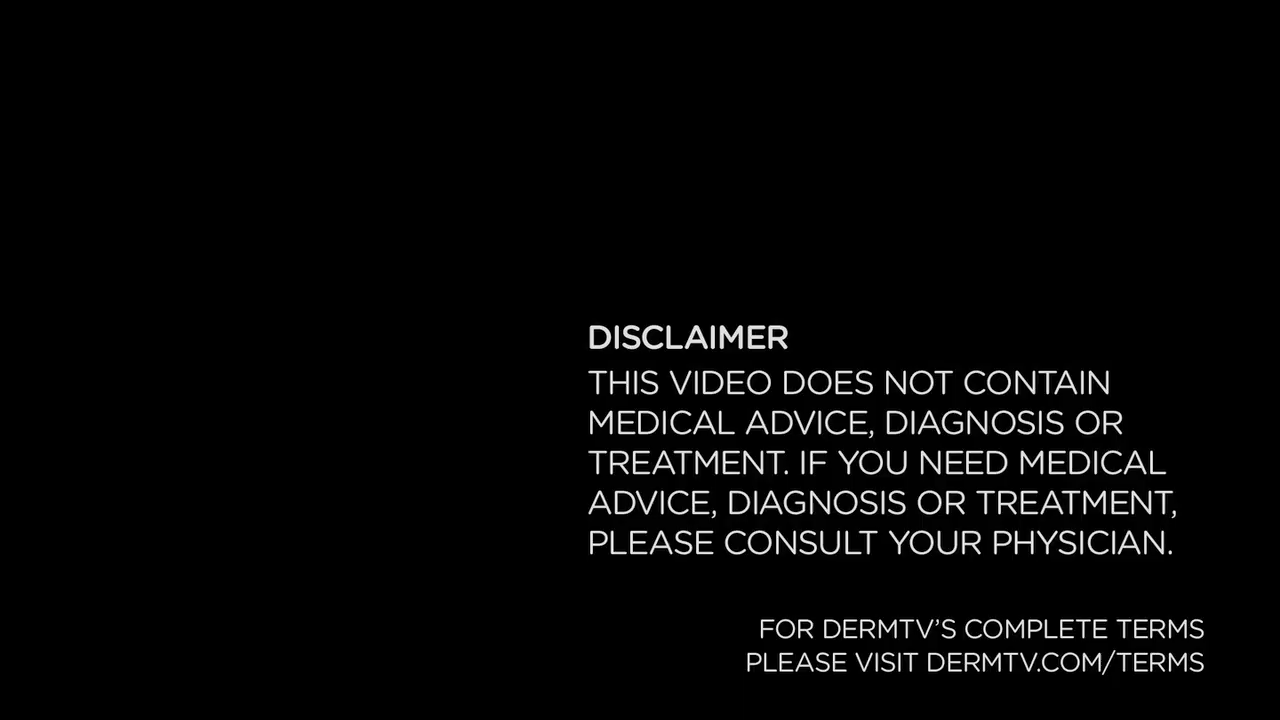 DISCLAIMER
THIS VIDEO DOES NOT CONTAIN
MEDICAL ADVICE, DIAGNOSIS OR
TREATMENT. IF YOU NEED MEDICAL
ADVICE, DIAGNOSIS OR TREATMENT,
PLEASE CONSULT YOUR PHYSICIAN.
FOR DERMTV’S COMPLETE TERMS
PLEASE VISIT DERMTV.COM/TERMS